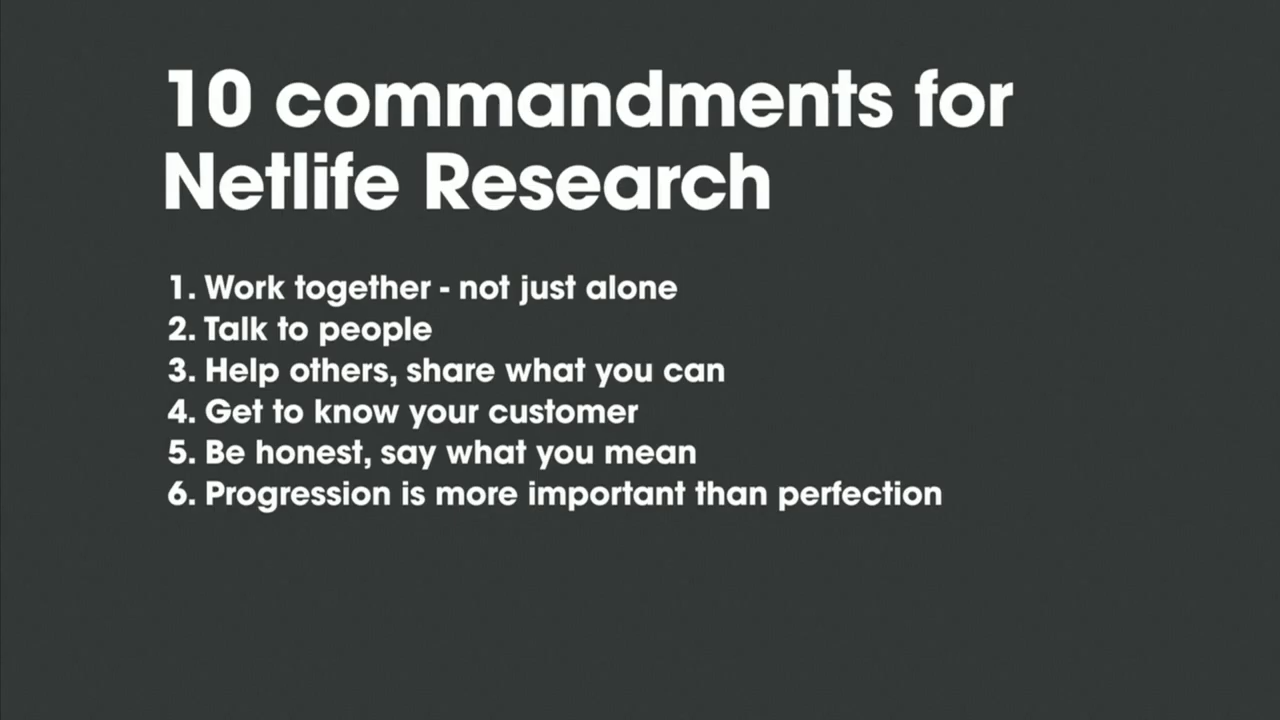 10 commandments for
Netlife Research
1. Work together - not just alone
2. Talk to people
3. Help others, share what you can
4. Get to know your customer
5. Be honest, say what you mean
6. Progression is more important than perfection